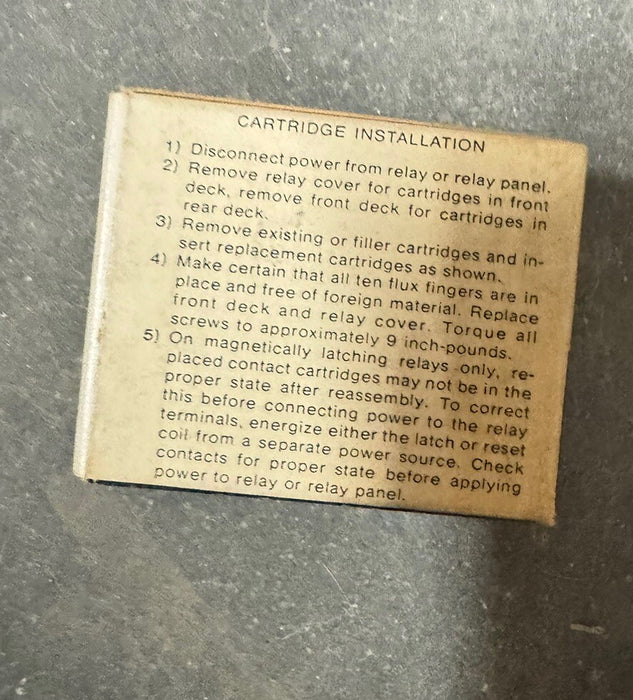 CARTRIDGE INSTALLATION
1) Disconnect power from relay or relay panel.
2) Remove relay cover for cartridges in front
deck, remove front deck for cartridges in
rear deck.
3) Remove existing or filler cartridges and in-
sert replacement cartridges as shown.
4) Make certain that all ten flux fingers are in
place and free of foreign material. Replace
front deck and relay cover. Torque all
screws to approximately 9 inch-pounds.
5) On magnetically latching relays only, re-
placed contact cartridges may not be in the
proper state after reassembly. To correct
this before connecting power to the relay
terminals, energize either the latch or reset
coil from a separate power source. Check
contacts for proper state before applying
power to relay or relay panel.